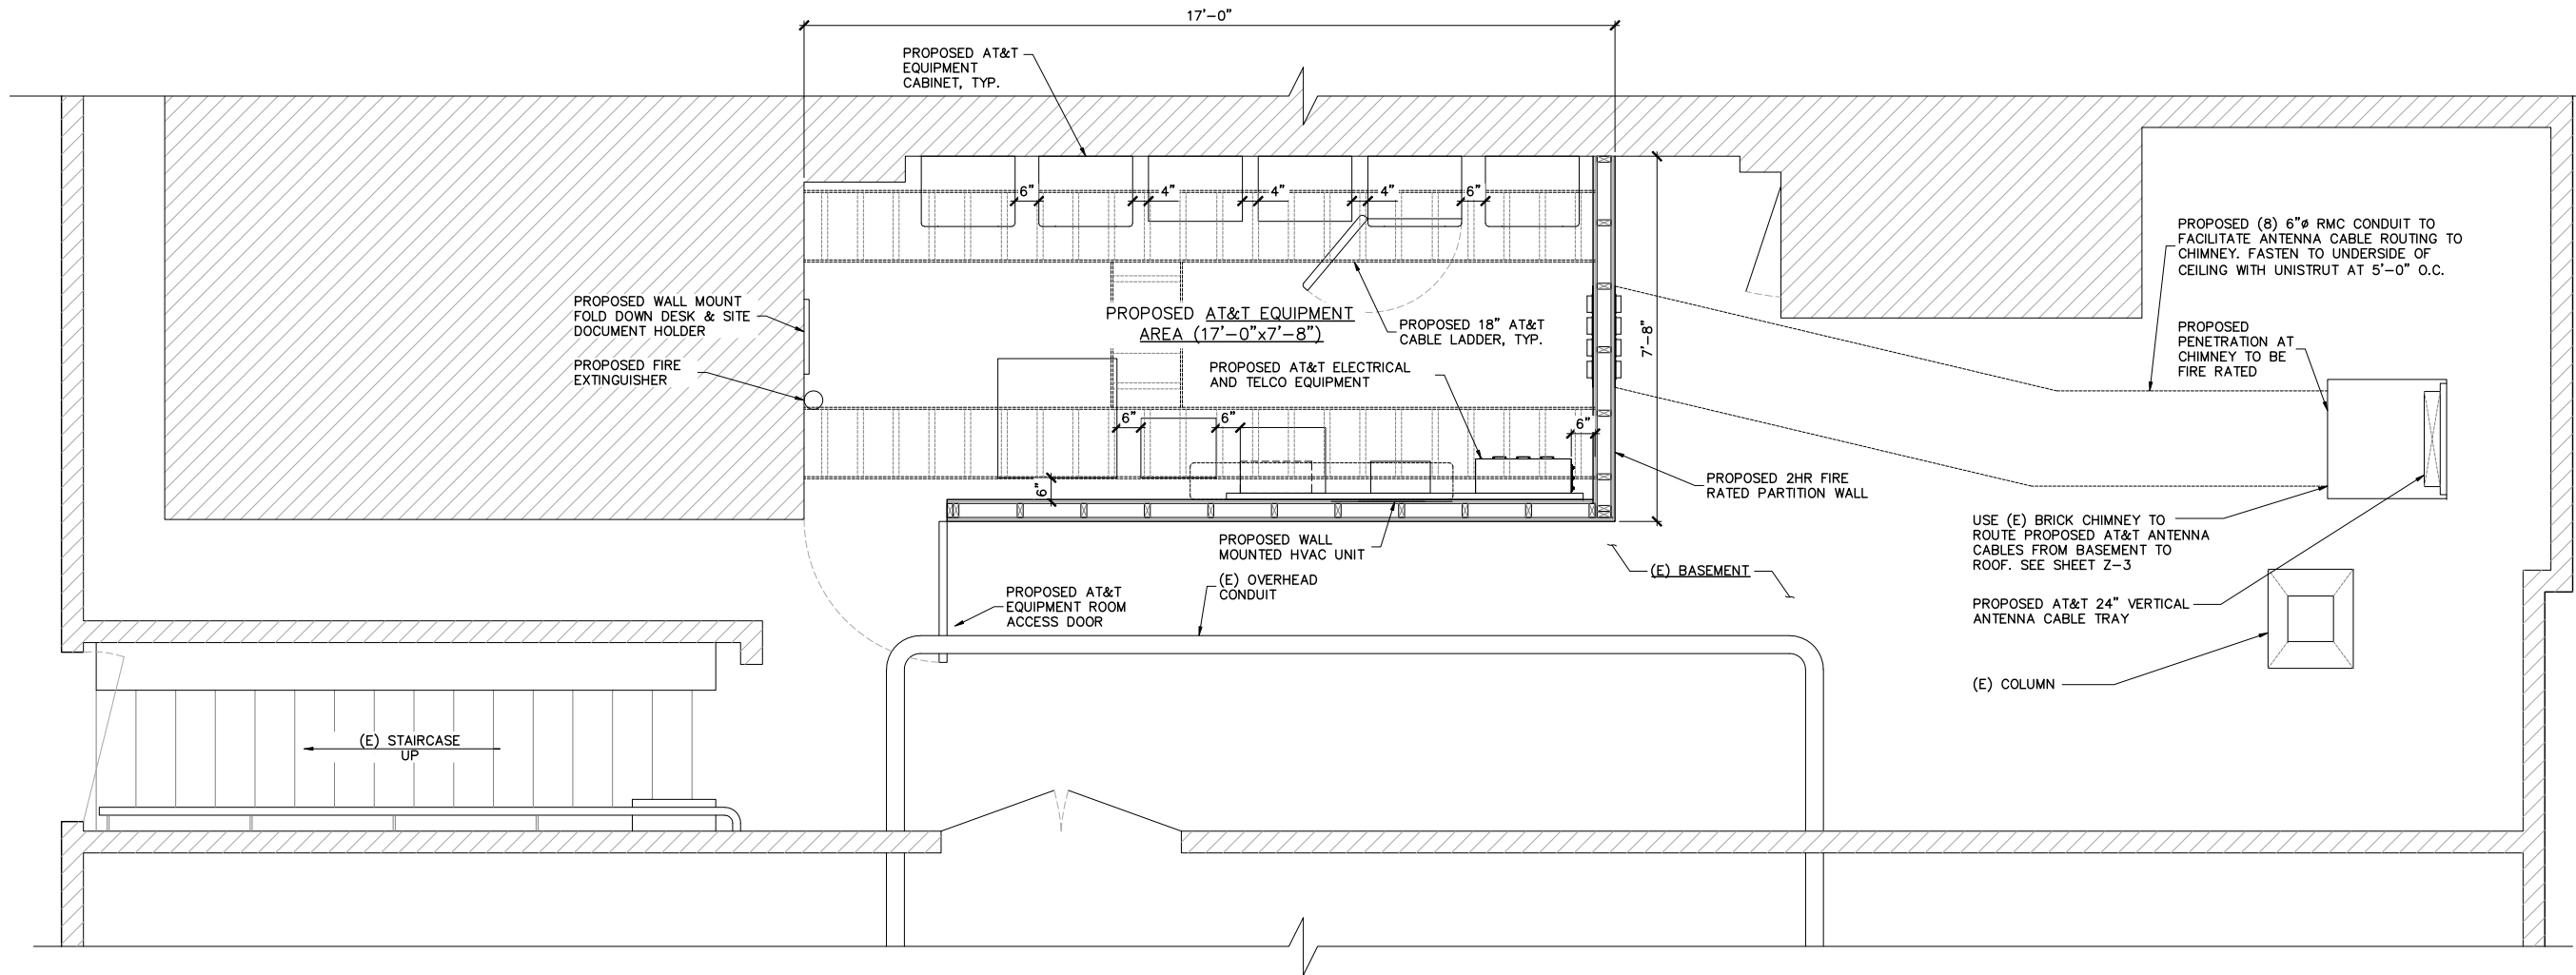 17'-0"
PROPOSED AT&T
EQUIPMENT
CABINET, TYP.
6"
4"
4"
4"
6"
PROPOSED (8) 6"ø RMC CONDUIT TO
FACILITATE ANTENNA CABLE ROUTING TO
CHIMNEY. FASTEN TO UNDERSIDE OF
CEILING WITH UNISTRUT AT 5'-0" O.C.
PROPOSED WALL MOUNT
FOLD DOWN DESK & SITE
DOCUMENT HOLDER
PROPOSED AT&T EQUIPMENT
AREA (17'-0"x7'-8")
PROPOSED 18" AT&T
CABLE LADDER, TYP.
7'-8"
PROPOSED
PENETRATION AT
CHIMNEY TO BE
FIRE RATED
PROPOSED FIRE
EXTINGUISHER
PROPOSED AT&T ELECTRICAL
AND TELCO EQUIPMENT
6"
6"
6"
6"
PROPOSED 2HR FIRE
RATED PARTITION WALL
USE (E) BRICK CHIMNEY TO
ROUTE PROPOSED AT&T ANTENNA
CABLES FROM BASEMENT TO
ROOF. SEE SHEET Z-3
PROPOSED WALL
MOUNTED HVAC UNIT
(E) OVERHEAD
CONDUIT
(E) BASEMENT
PROPOSED AT&T
EQUIPMENT ROOM
ACCESS DOOR
PROPOSED AT&T 24" VERTICAL
ANTENNA CABLE TRAY
(E) COLUMN
(E) STAIRCASE
UP